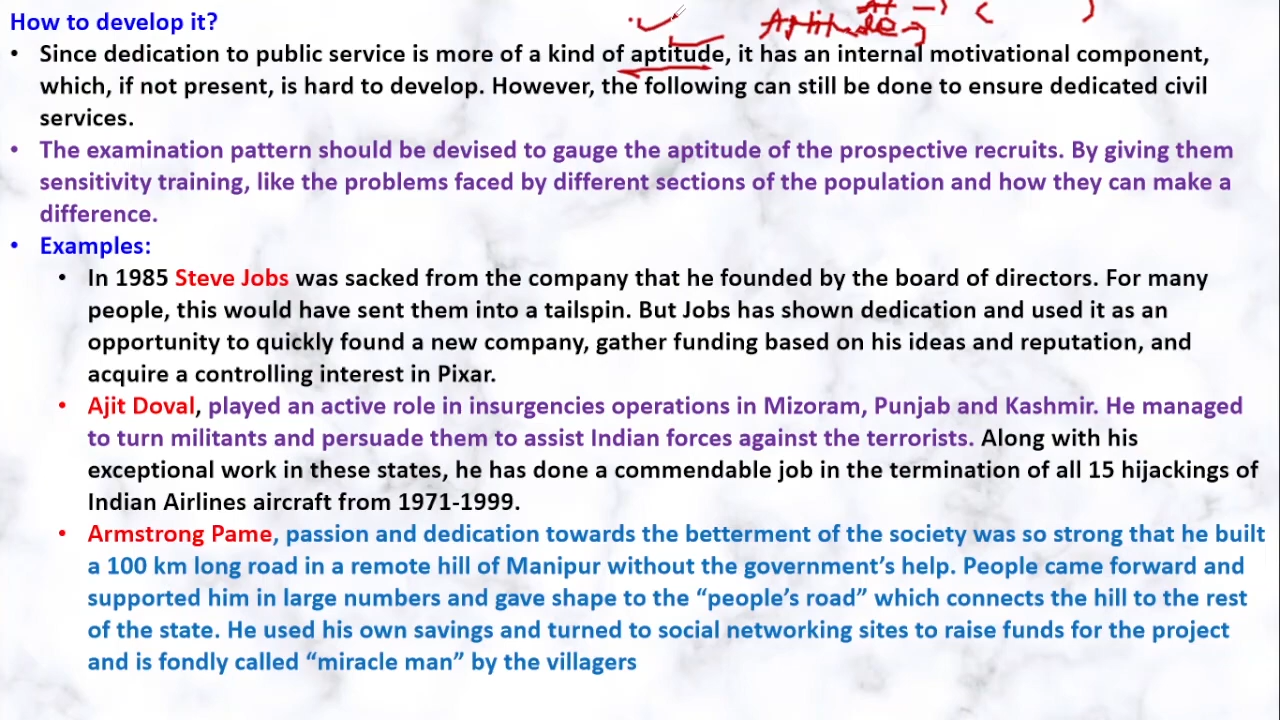 How to develop it?
Aptitude
• Since dedication to public service is more of a kind of aptitude, it has an internal motivational component,
which, if not present, is hard to develop. However, the following can still be done to ensure dedicated civil
services.
• The examination pattern should be devised to gauge the aptitude of the prospective recruits. By giving them
sensitivity training, like the problems faced by different sections of the population and how they can make a
difference.
• Examples:
• In 1985 Steve Jobs was sacked from the company that he founded by the board of directors. For many
people, this would have sent them into a tailspin. But Jobs has shown dedication and used it as an
opportunity to quickly found a new company, gather funding based on his ideas and reputation, and
acquire a controlling interest in Pixar.
• Ajit Doval, played an active role in insurgencies operations in Mizoram, Punjab and Kashmir. He managed
to turn militants and persuade them to assist Indian forces against the terrorists. Along with his
exceptional work in these states, he has done a commendable job in the termination of all 15 hijackings of
Indian Airlines aircraft from 1971-1999.
• Armstrong Pame, passion and dedication towards the betterment of the society was so strong that he built
a 100 km long road in a remote hill of Manipur without the government’s help. People came forward and
supported him in large numbers and gave shape to the “people’s road” which connects the hill to the rest
of the state. He used his own savings and turned to social networking sites to raise funds for the project
and is fondly called “miracle man” by the villagers